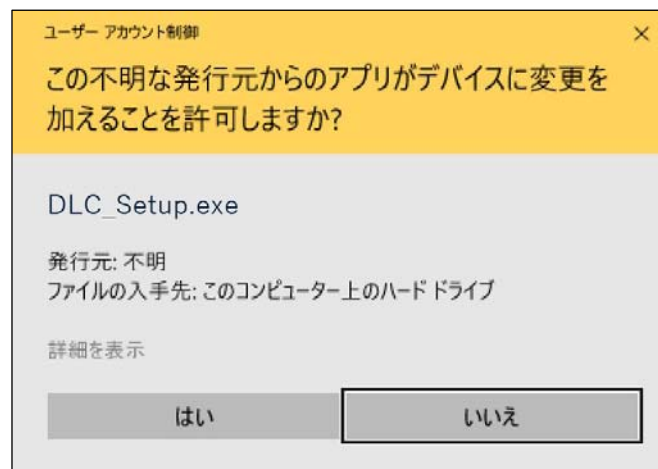 ユーザー アカウント制御
この不明な発行元からのアプリがデバイスに変更を
加えることを許可しますか?
DLC_Setup.exe
発行元: 不明
ファイルの入手先: このコンピューター上のハード ドライブ
詳細を表示
はい
いいえ